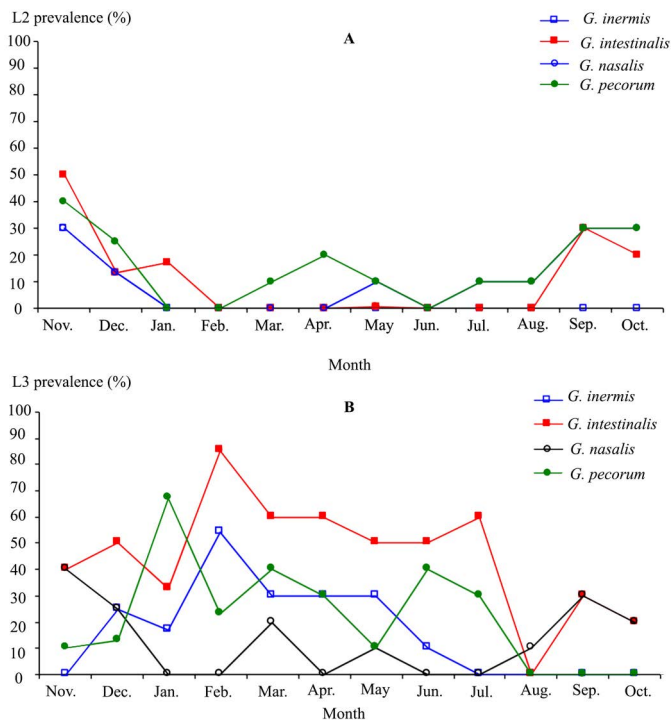 L2 prevalence (%)
A
G. inermis
G. intestinalis
G. nasalis
G. pecorum
100
90
80
70
60
50
40
30
20
10
0
Nov. Dec. Jan. Feb. Mar. Apr. May Jun. Jul. Aug. Sep. Oct.
Month
L3 prevalence (%)
B
G. inermis
G. intestinalis
G. nasalis
G. pecorum
100
90
80
70
60
50
40
30
20
10
0
Nov. Dec. Jan. Feb. Mar. Apr. May Jun. Jul. Aug. Sep. Oct.
Month